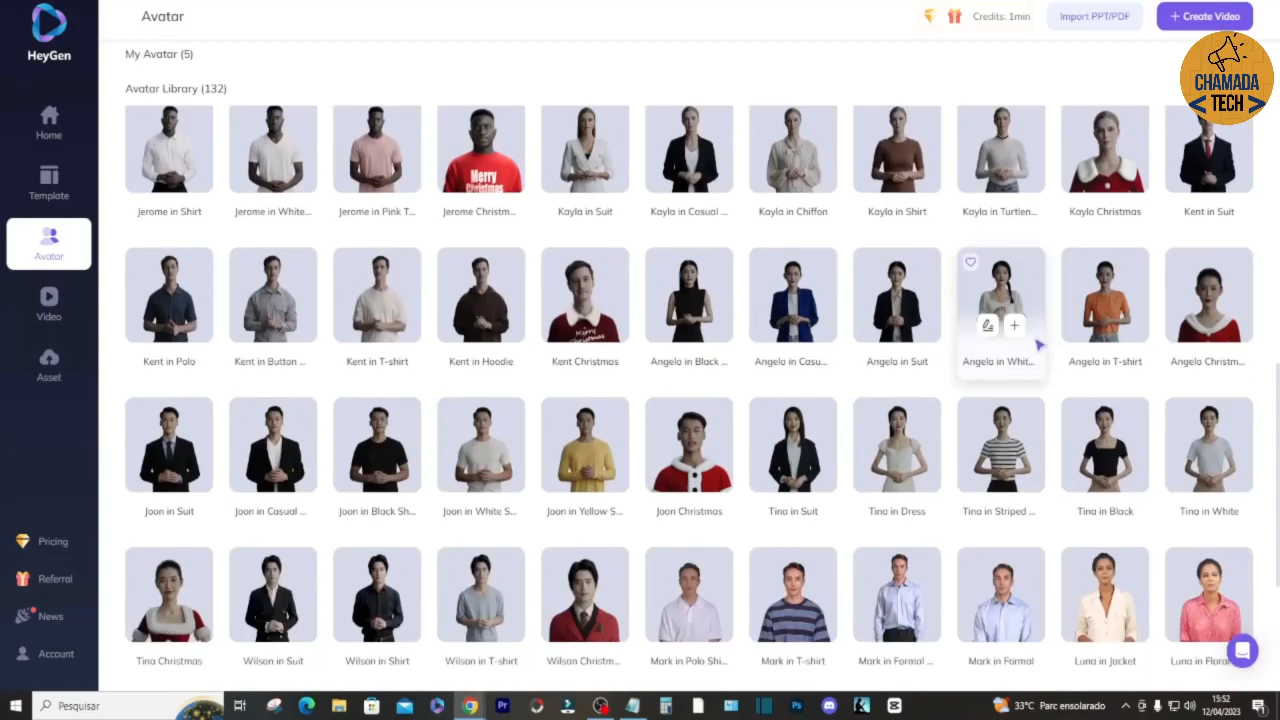 HeyGen
Home
Template
Avatar
Video
Asset
Pricing
Referral
News
Account
Avatar
Credits: 1min
Import PPT/PDF
+ Create Video
CHAMADA
< TECH >
My Avatar (5)
Avatar Library (132)
Merry
Christmas
Jerome in Shirt
Jerome in White...
Jerome in Pink T...
Jerome Christm...
Kayla in Suit
Kayla in Casual ...
Kayla in Chiffon
Kayla in Shirt
Kayla in Turtlen...
Kayla Christmas
Kent in Suit
Merry
Kent in Polo
Kent in Button ...
Kent in T-shirt
Kent in Hoodie
Kent Christmas
Angela in Black ...
Angela in Casu...
Angela in Suit
Angela in Whit...
Angela in T-shirt
Angela Christm...
Joon in Suit
Joon in Casual ...
Joon in Black Sh...
Joon in White S...
Joon in Yellow S...
Joon Christmas
Tina in Suit
Tina in Dress
Tina in Striped ...
Tina in Black
Tina in White
Tina Christmas
Wilson in Suit
Wilson in Shirt
Wilson in T-shirt
Wilson Christm...
Mark in Polo Shi...
Mark in T-shirt
Mark in Formal ...
Mark in Formal
Luna in Jacket
Luna in Floral
Pesquisar
Pr
Ps
33°C Parc ensolarado
15:52
12/04/2023